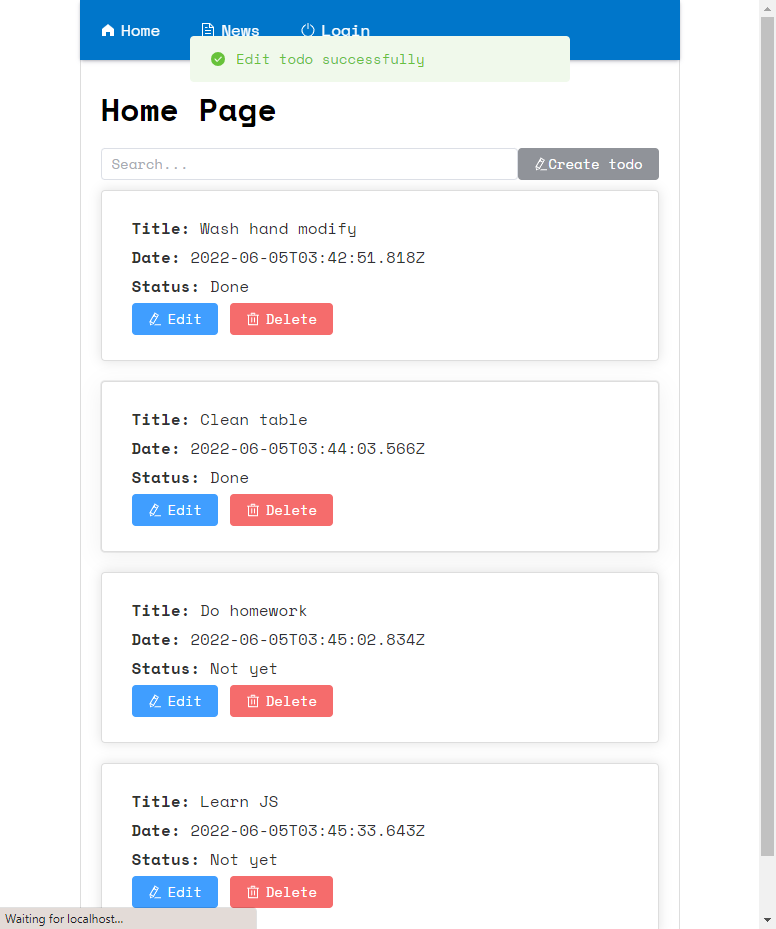 Home News Login
Edit todo successfully
Home Page
Search...
Create todo
Title: Wash hand modify
Date: 2022-06-05T03:42:51.818Z
Status: Done
Edit Delete
Title: Clean table
Date: 2022-06-05T03:44:03.566Z
Status: Done
Edit Delete
Title: Do homework
Date: 2022-06-05T03:45:02.834Z
Status: Not yet
Edit Delete
Title: Learn JS
Date: 2022-06-05T03:45:33.643Z
Status: Not yet
Edit Delete
Waiting for localhost...